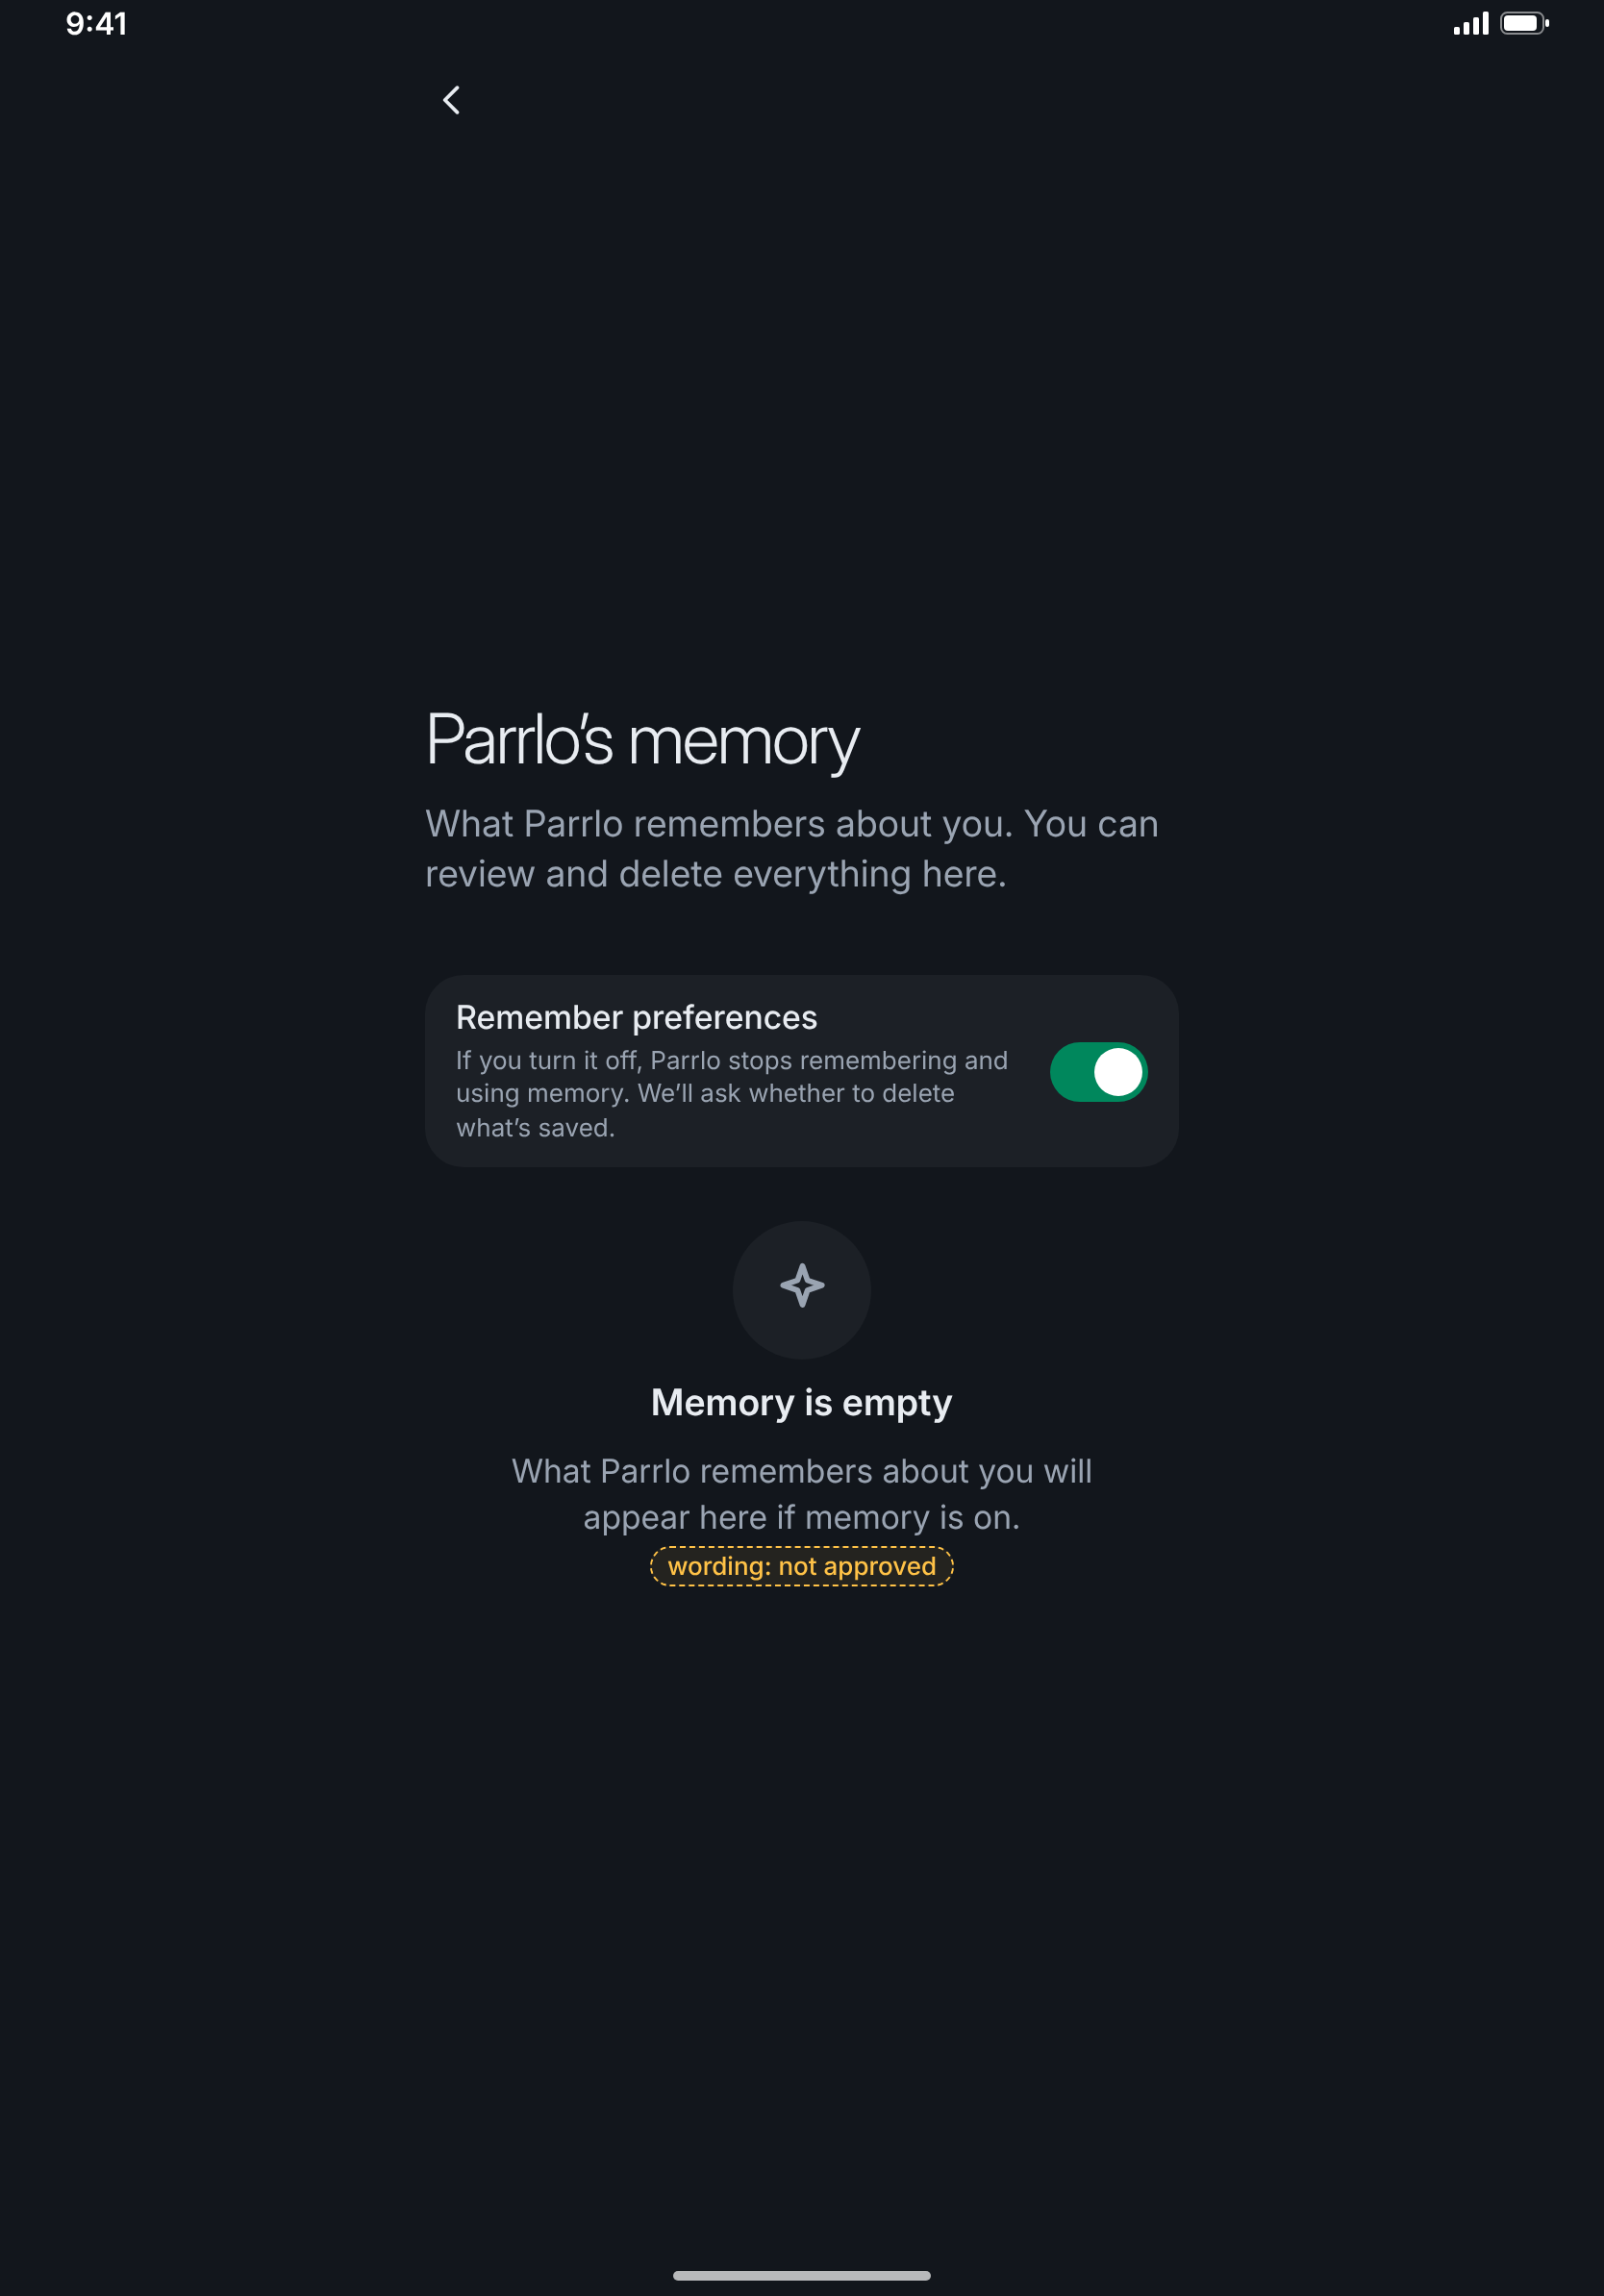 9:41
Parrlo’s memory
What Parrlo remembers about you. You can
review and delete everything here.
Remember preferences
If you turn it off, Parrlo stops remembering and
using memory. We’ll ask whether to delete
what’s saved.
Memory is empty
What Parrlo remembers about you will
appear here if memory is on.
wording: not approved